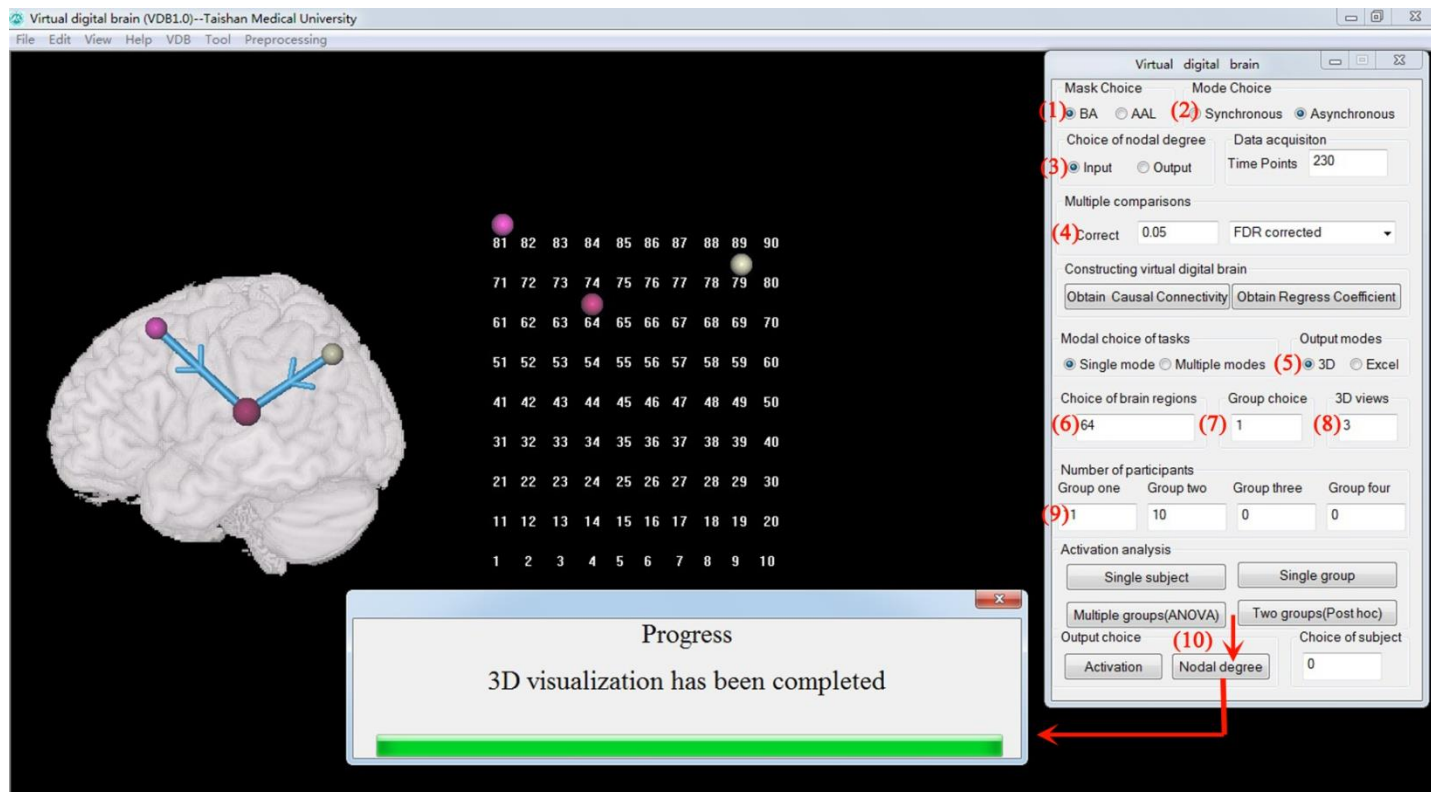 Virtual digital brain (VDB1.0)--Taishan Medical University
File Edit View Help VDB Tool Preprocessing
81 82 83 84 85 86 87 88 89 90
71 72 73 74 75 76 77 78 79 80
61 62 63 64 65 66 67 68 69 70
51 52 53 54 55 56 57 58 59 60
41 42 43 44 45 46 47 48 49 50
31 32 33 34 35 36 37 38 39 40
21 22 23 24 25 26 27 28 29 30
11 12 13 14 15 16 17 18 19 20
1 2 3 4 5 6 7 8 9 10
Progress
3D visualization has been completed
Virtual digital brain
Mask Choice Mode Choice
(1) BA AAL (2) Synchronous Asynchronous
Choice of nodal degree Data acquisiton
(3) Input Output Time Points 230
Multiple comparisons
(4) Correct 0.05 FDR corrected
Constructing virtual digital brain
Obtain Causal Connectivity Obtain Regress Coefficient
Modal choice of tasks Output modes
Single mode Multiple modes (5) 3D Excel
Choice of brain regions Group choice 3D views
(6) 64 (7) 1 (8) 3
Number of participants
Group one Group two Group three Group four
(9) 1 10 0 0
Activation analysis
Single subject Single group
Multiple groups(ANOVA) Two groups(Post hoc)
Output choice (10) Choice of subject
Activation Nodal degree 0